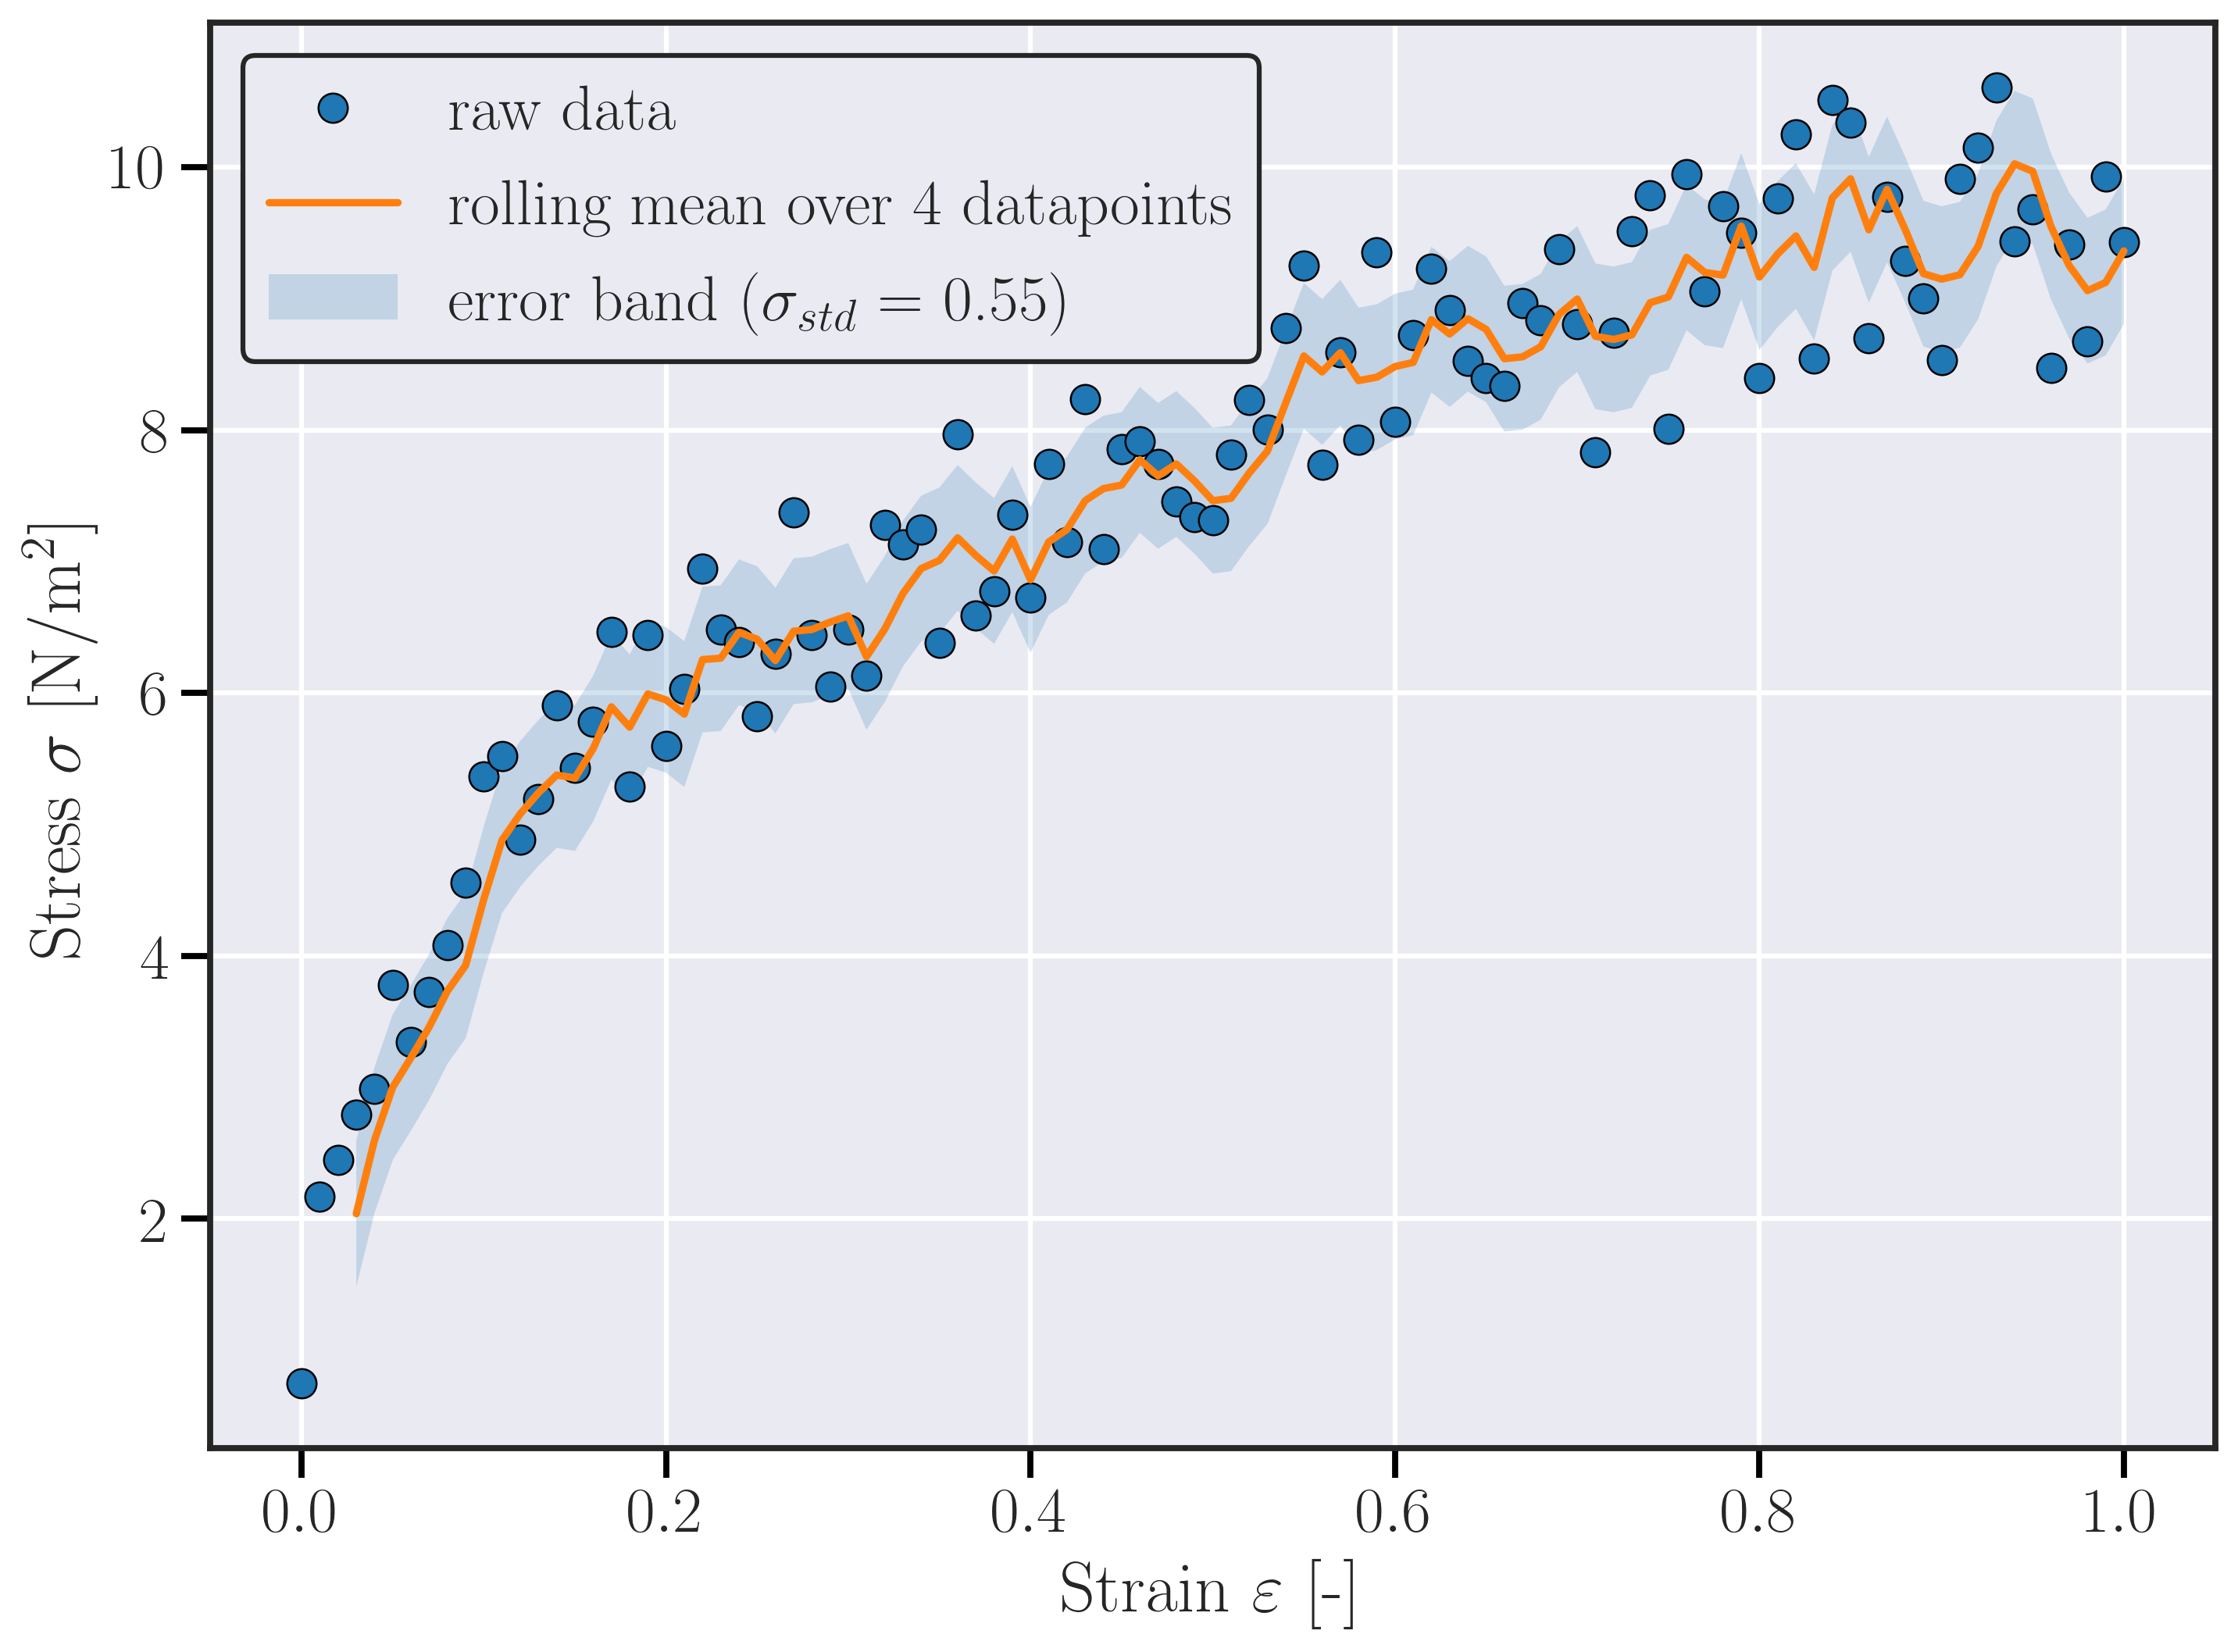 raw data
rolling mean over 4 datapoints
error band (σ_std = 0.55)
10
8
6
4
2
Stress σ [N/m²]
0.0 0.2 0.4 0.6 0.8 1.0
Strain ε [-]